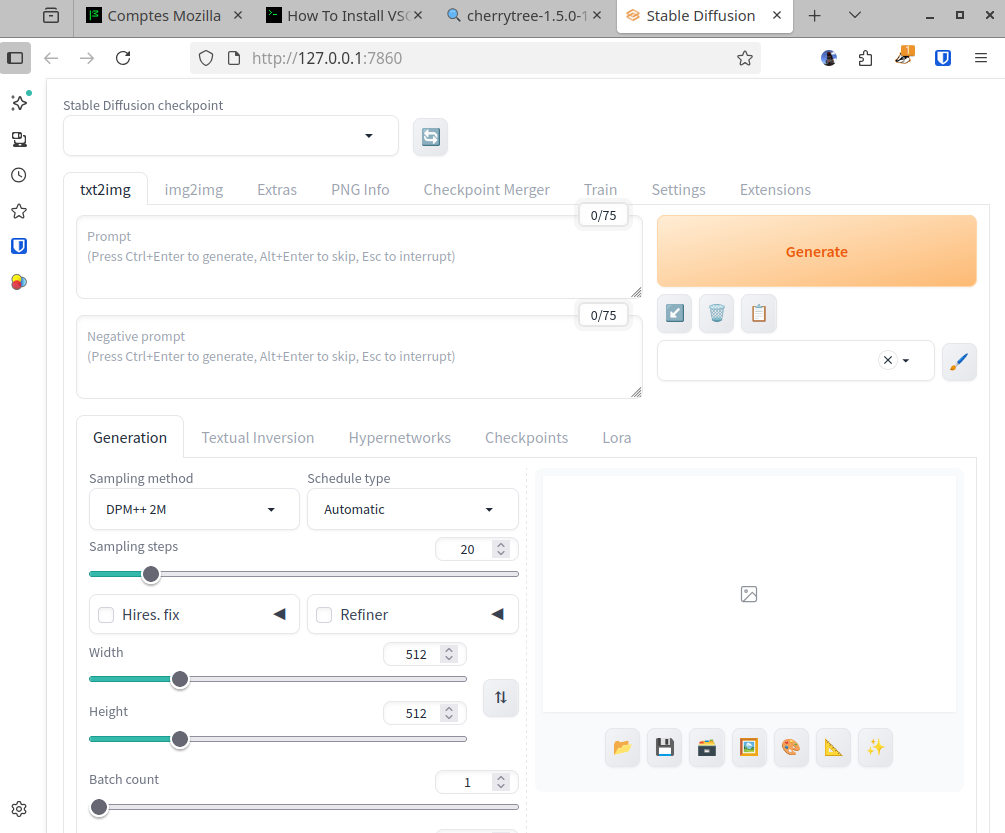 Comptes Mozilla
How To Install VSC
cherrytree-1.5.0-1
Stable Diffusion
http://127.0.0.1:7860
1
Stable Diffusion checkpoint
txt2img img2img Extras PNG Info Checkpoint Merger Train Settings Extensions
0/75
Prompt
(Press Ctrl+Enter to generate, Alt+Enter to skip, Esc to interrupt)
Generate
0/75
Negative prompt
(Press Ctrl+Enter to generate, Alt+Enter to skip, Esc to interrupt)
Generation Textual Inversion Hypernetworks Checkpoints Lora
Sampling method
DPM++ 2M
Schedule type
Automatic
Sampling steps
20
Hires. fix
Refiner
Width
512
Height
512
Batch count
1